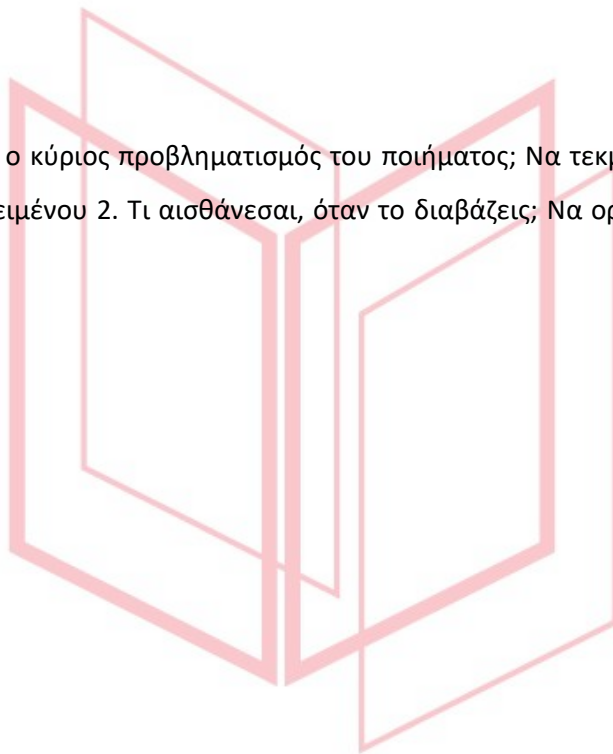 ο κύριος προβληματισμός του ποιήματος; Να τεκμ
ειμένου 2. Τι αισθάνεσαι, όταν το διαβάζεις; Να ορ